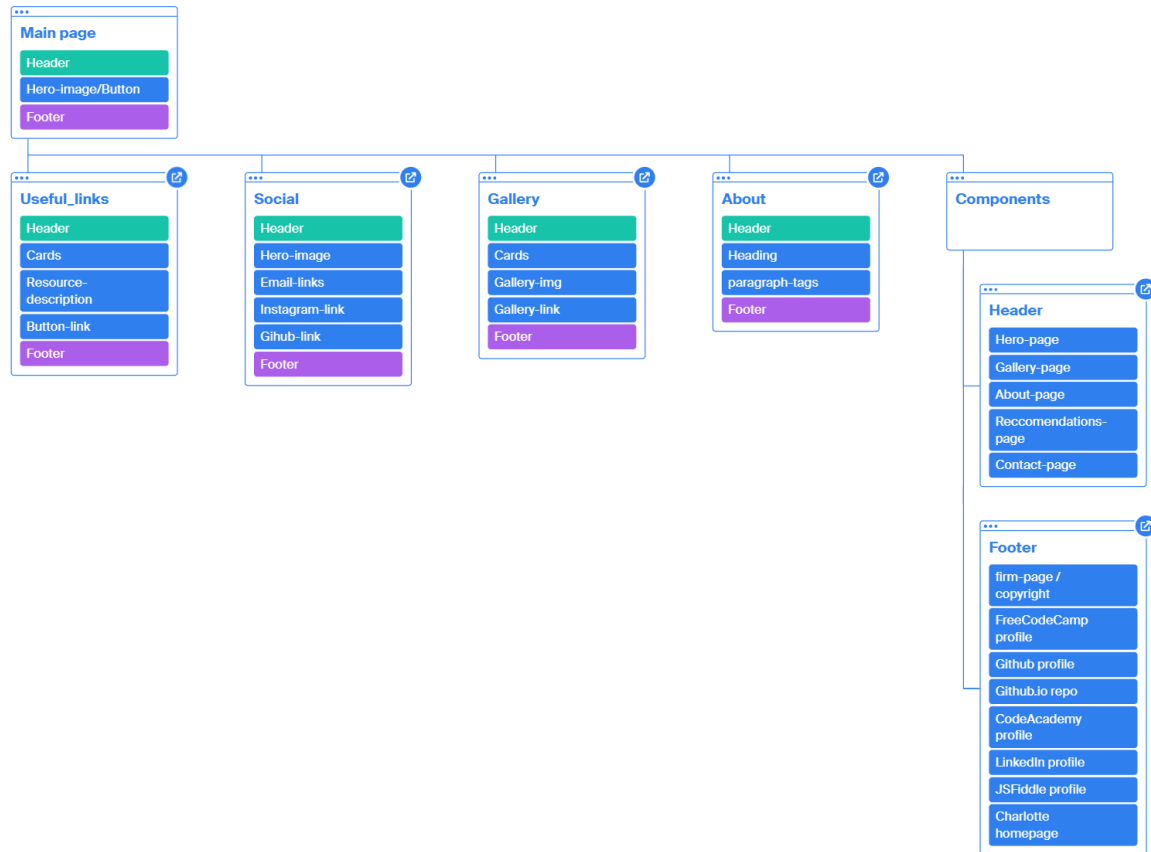 Main page
Header
Hero-image/Button
Footer
Useful_links
Header
Cards
Resource-
description
Button-link
Footer
Social
Header
Hero-image
Email-links
Instagram-link
Gihub-link
Footer
Gallery
Header
Cards
Gallery-img
Gallery-link
Footer
About
Header
Heading
paragraph-tags
Footer
Components
Header
Hero-page
Gallery-page
About-page
Reccomendations-
page
Contact-page
Footer
firm-page /
copyright
FreeCodeCamp
profile
Github profile
Github.io repo
CodeAcademy
profile
LinkedIn profile
JSFiddle profile
Charlotte
homepage